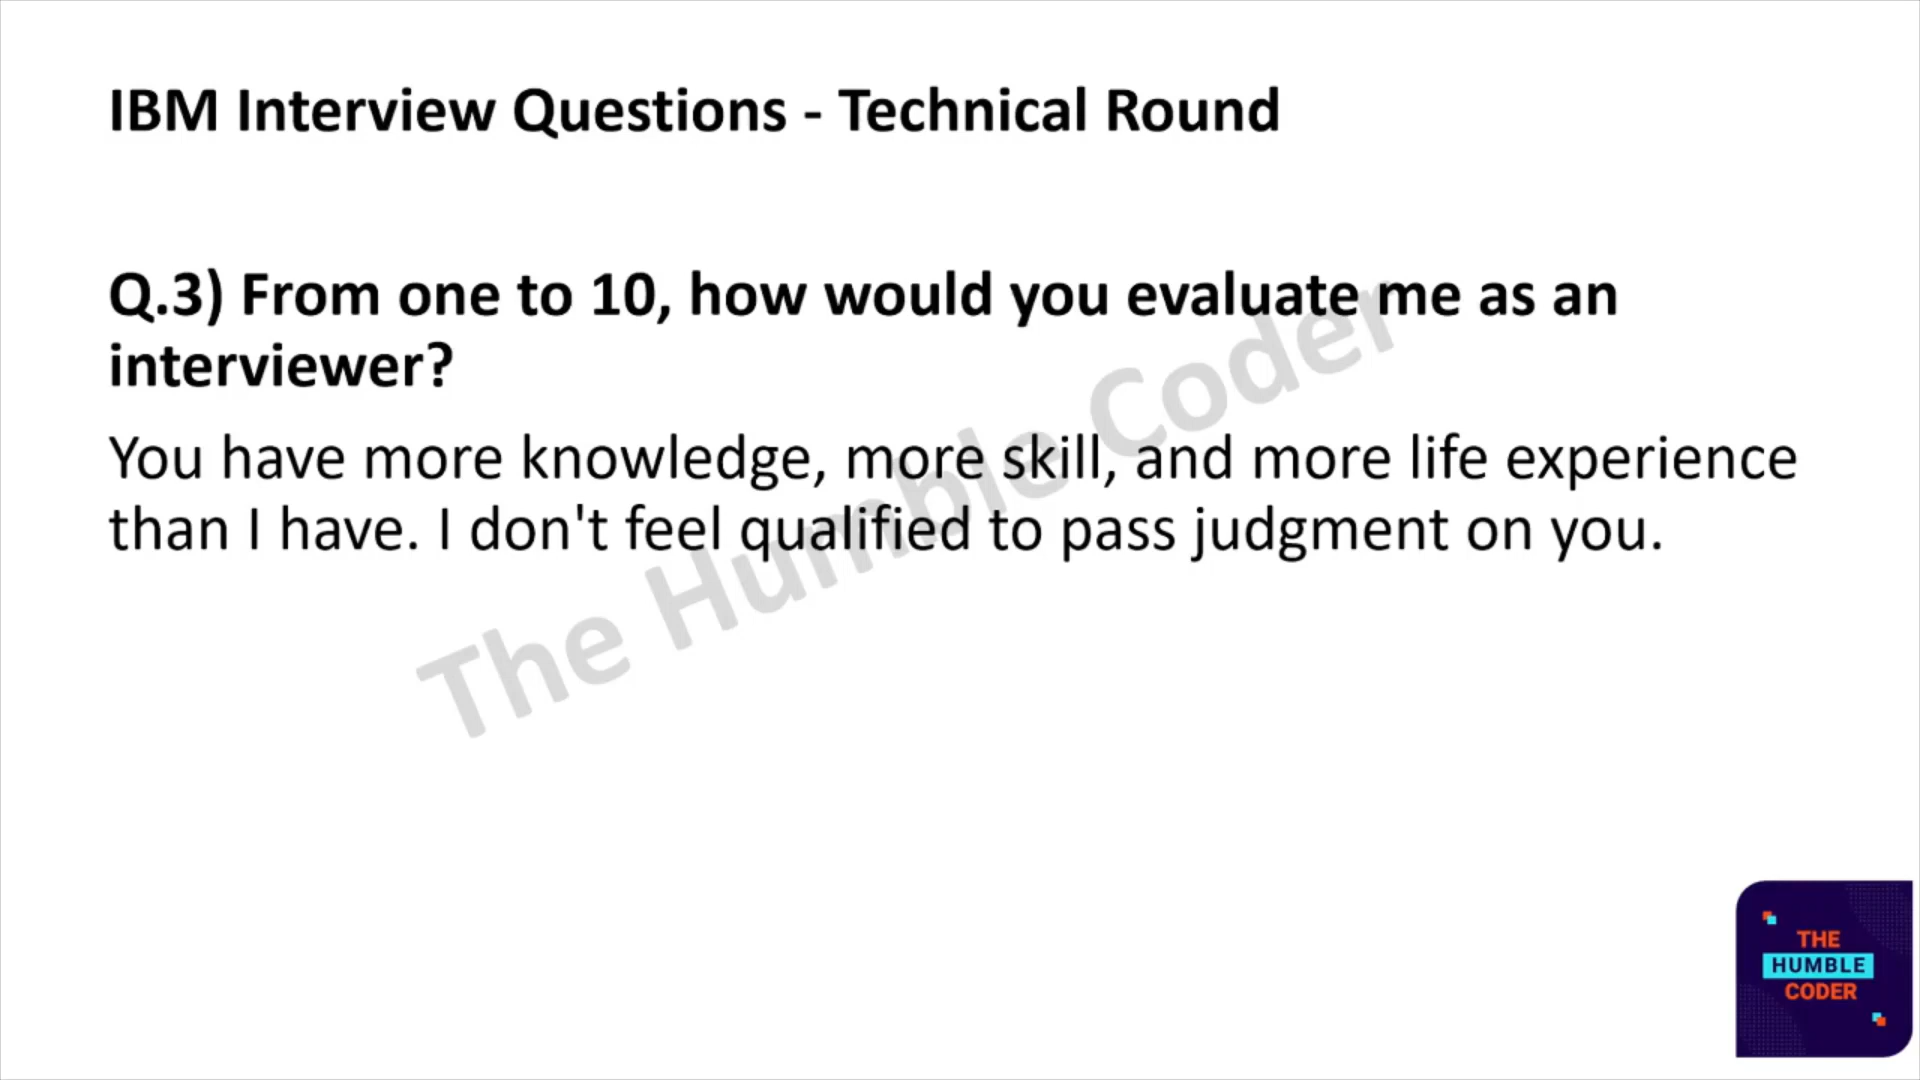 IBM Interview Questions - Technical Round
Q.3) From one to 10, how would you evaluate me as an
interviewer?
You have more knowledge, more skill, and more life experience
than I have. I don't feel qualified to pass judgment on you.
The Humble Coder
THE
HUMBLE
CODER